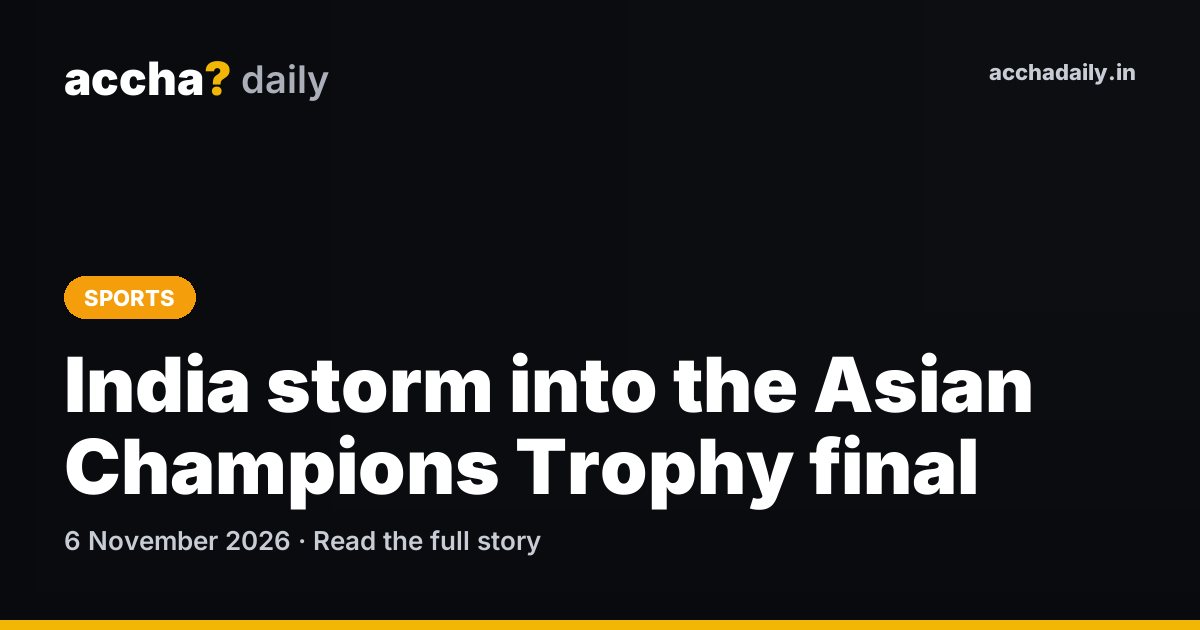 accha? daily
acchadaily.in
SPORTS
India storm into the Asian
Champions Trophy final
6 November 2026 · Read the full story